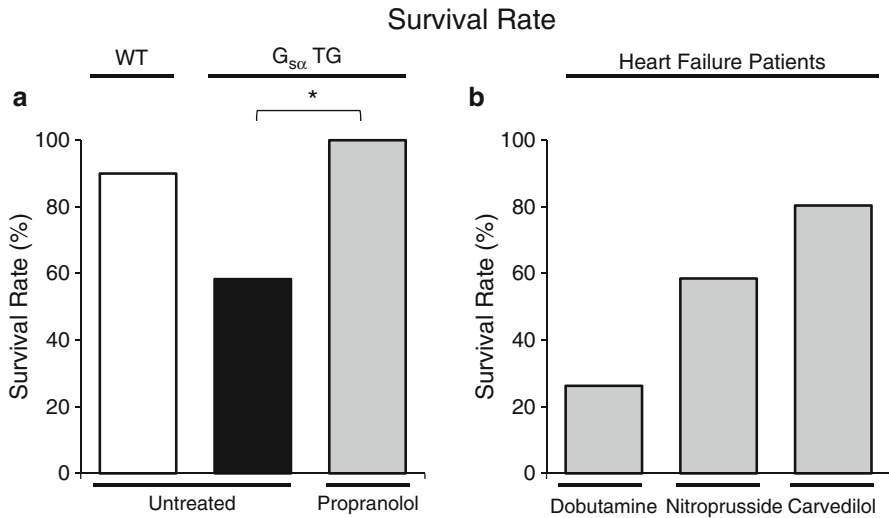 Survival Rate
WT
G_sα TG
a
*
Survival Rate (%)
100
80
60
40
20
0
Untreated
Propranolol
Heart Failure Patients
b
Survival Rate (%)
100
80
60
40
20
0
Dobutamine
Nitroprusside
Carvedilol